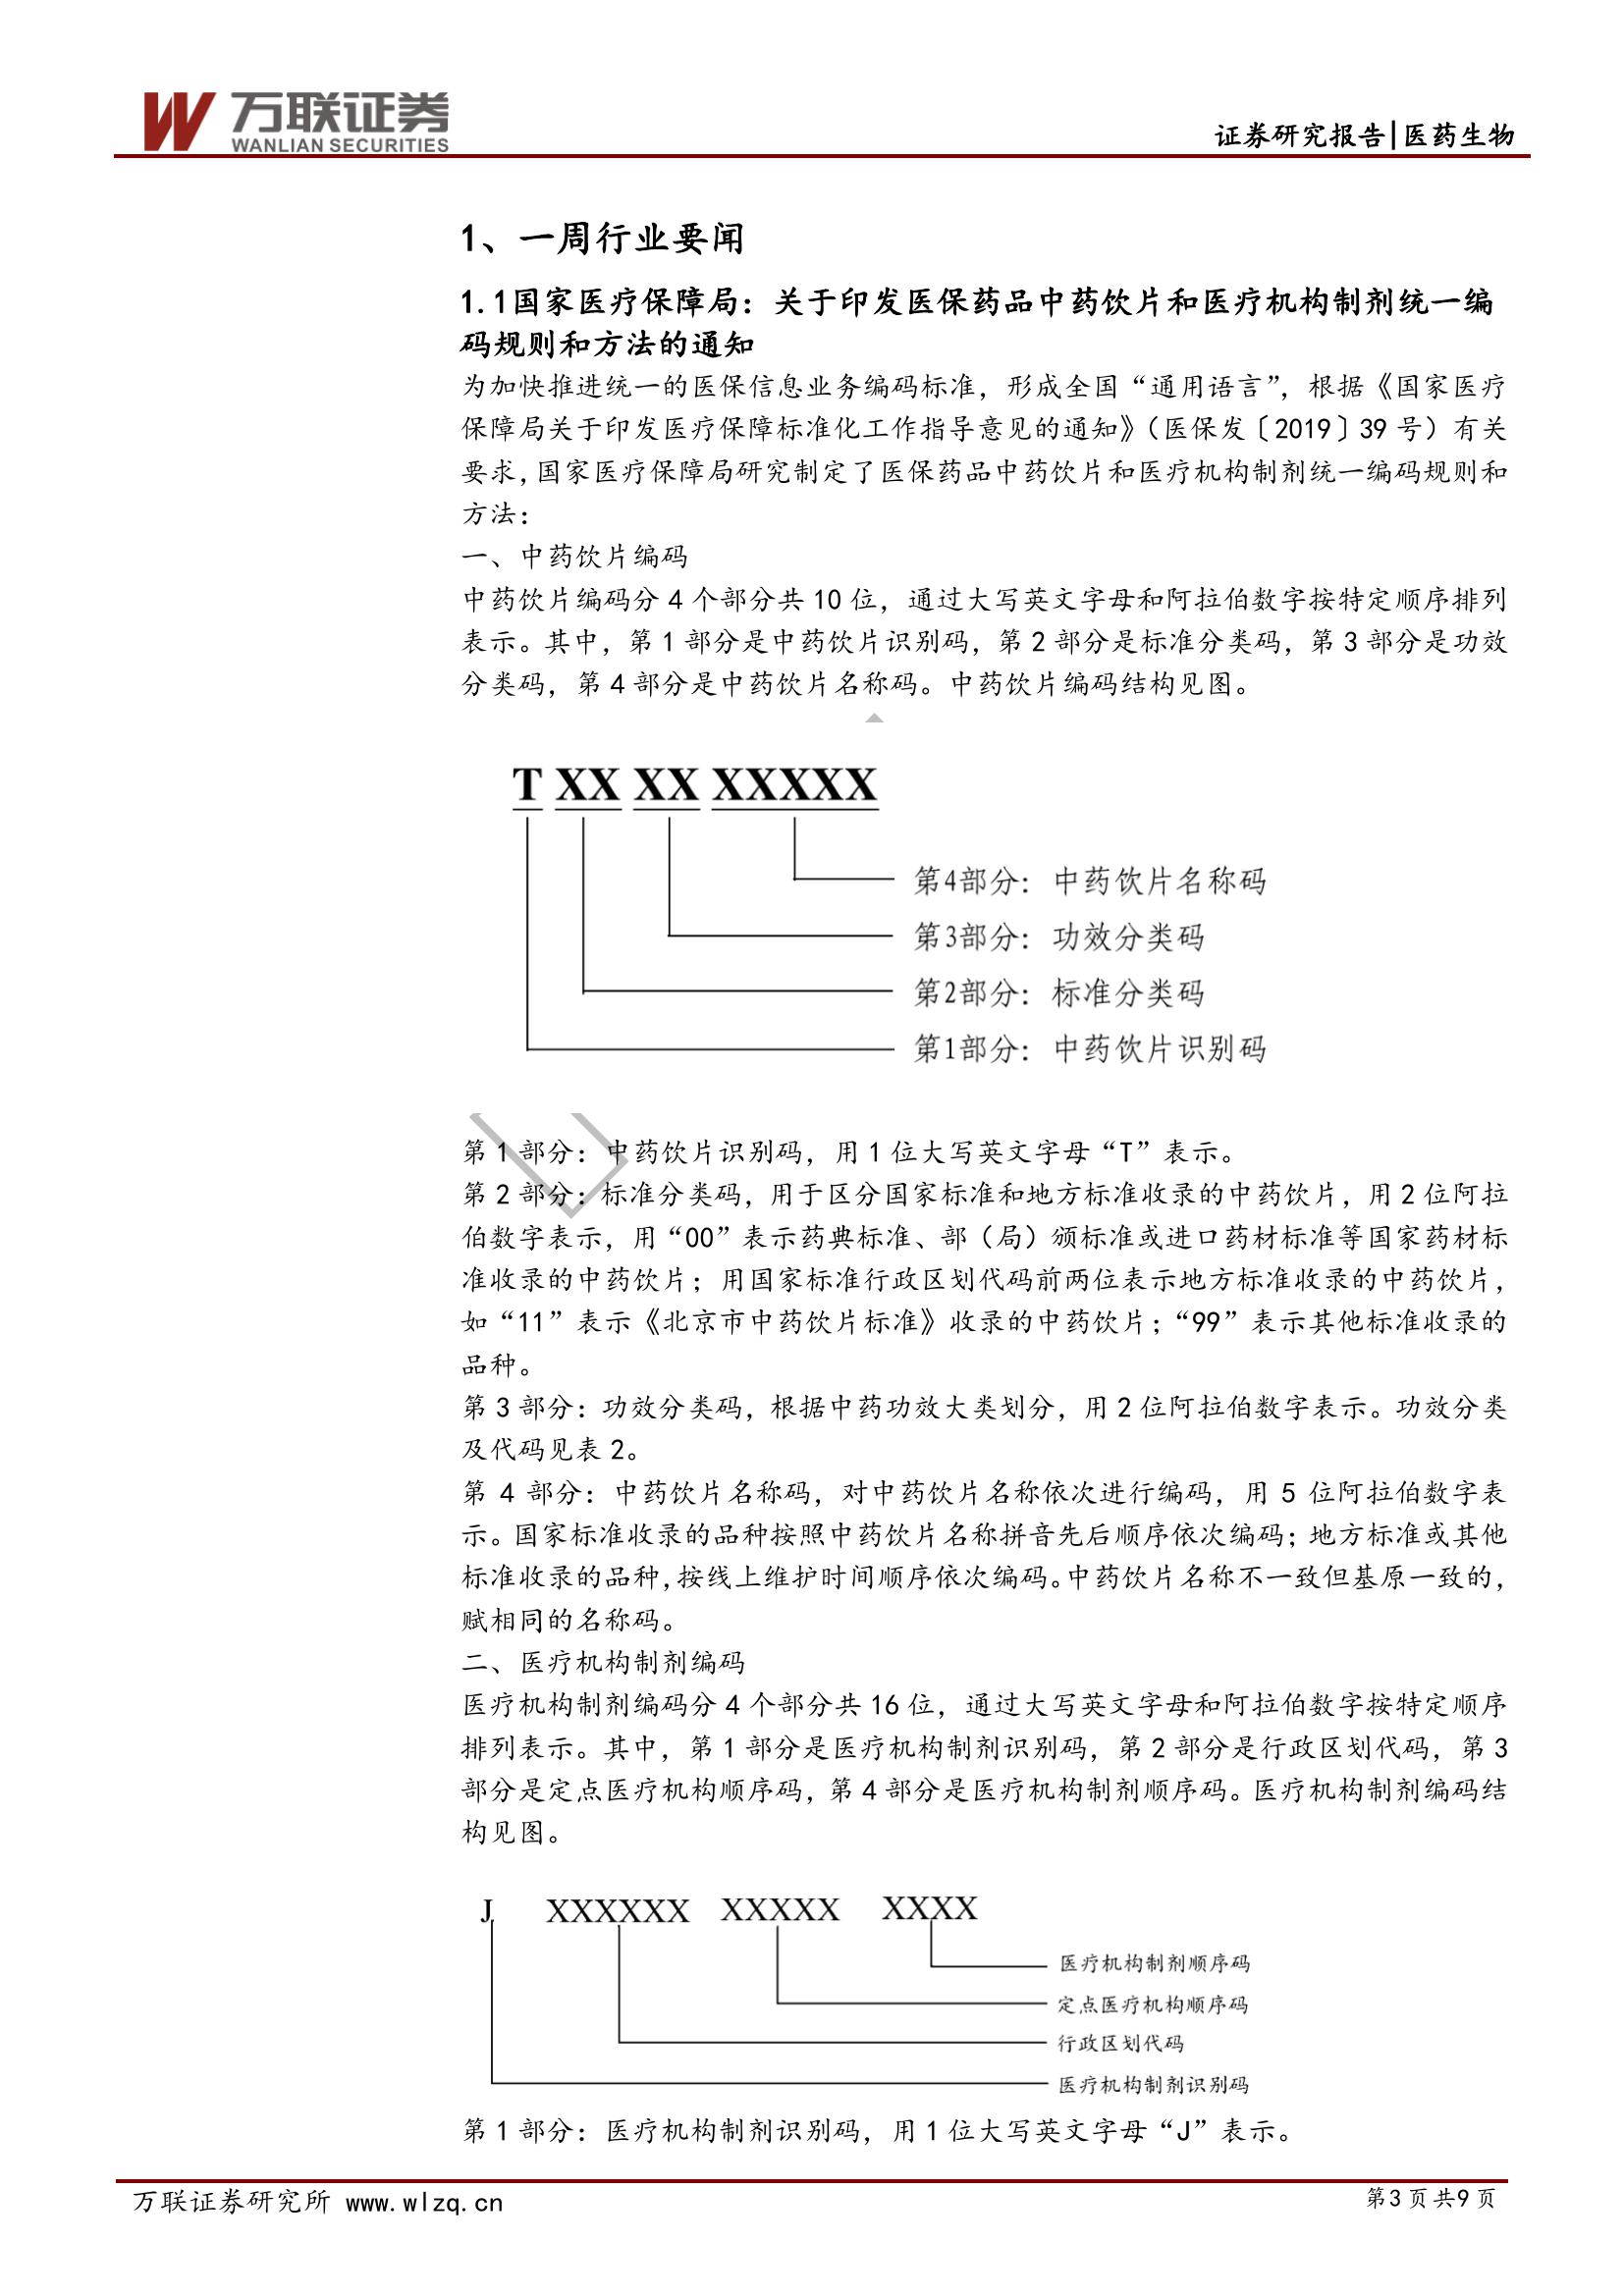 万联证券
WANLIAN SECURITIES
证券研究报告|医药生物
1、一周行业要闻
1.1国家医疗保障局：关于印发医保药品中药饮片和医疗机构制剂统一编
码规则和方法的通知
为加快推进统一的医保信息业务编码标准，形成全国“通用语言”，根据《国家医疗
保障局关于印发医疗保障标准化工作指导意见的通知》（医保发〔2019〕39 号）有关
要求，国家医疗保障局研究制定了医保药品中药饮片和医疗机构制剂统一编码规则和
方法：
一、中药饮片编码
中药饮片编码分 4 个部分共 10 位，通过大写英文字母和阿拉伯数字按特定顺序排列
表示。其中，第 1 部分是中药饮片识别码，第 2 部分是标准分类码，第 3 部分是功效
分类码，第 4 部分是中药饮片名称码。中药饮片编码结构见图。
T XX XX XXXXX
第4部分：中药饮片名称码
第3部分：功效分类码
第2部分：标准分类码
第1部分：中药饮片识别码
第 1 部分：中药饮片识别码，用 1 位大写英文字母“T”表示。
第 2 部分：标准分类码，用于区分国家标准和地方标准收录的中药饮片，用 2 位阿拉
伯数字表示，用“00”表示药典标准、部（局）颁标准或进口药材标准等国家药材标
准收录的中药饮片；用国家标准行政区划代码前两位表示地方标准收录的中药饮片，
如“11”表示《北京市中药饮片标准》收录的中药饮片；“99”表示其他标准收录的
品种。
第 3 部分：功效分类码，根据中药功效大类划分，用 2 位阿拉伯数字表示。功效分类
及代码见表 2。
第 4 部分：中药饮片名称码，对中药饮片名称依次进行编码，用 5 位阿拉伯数字表
示。国家标准收录的品种按照中药饮片名称拼音先后顺序依次编码；地方标准或其他
标准收录的品种，按线上维护时间顺序依次编码。中药饮片名称不一致但基原一致的，
赋相同的名称码。
二、医疗机构制剂编码
医疗机构制剂编码分 4 个部分共 16 位，通过大写英文字母和阿拉伯数字按特定顺序
排列表示。其中，第 1 部分是医疗机构制剂识别码，第 2 部分是行政区划代码，第 3
部分是定点医疗机构顺序码，第 4 部分是医疗机构制剂顺序码。医疗机构制剂编码结
构见图。
J XXXXXX XXXXX XXXX
医疗机构制剂顺序码
定点医疗机构顺序码
行政区划代码
医疗机构制剂识别码
第 1 部分：医疗机构制剂识别码，用 1 位大写英文字母“J”表示。
万联证券研究所 www.wlzq.cn
第3页共9页